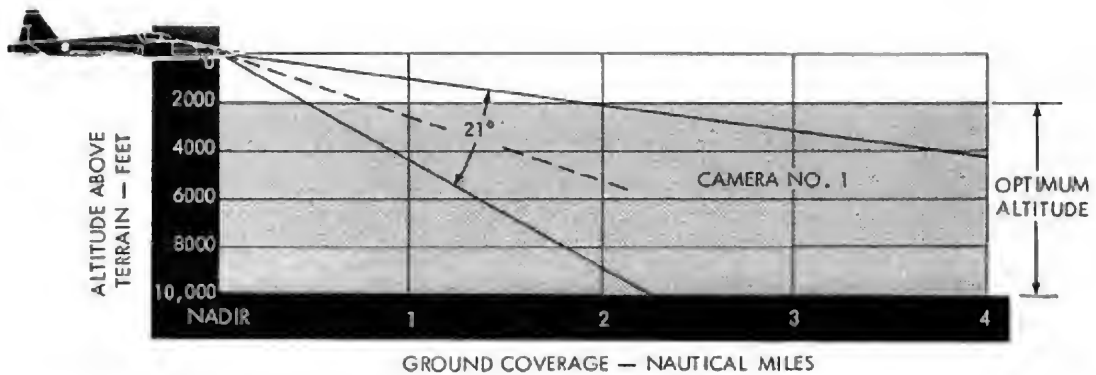 0
2000
4000
6000
8000
10,000
ALTITUDE ABOVE
TERRAIN — FEET
21°
CAMERA NO. 1
OPTIMUM
ALTITUDE
NADIR 1 2 3 4
GROUND COVERAGE — NAUTICAL MILES